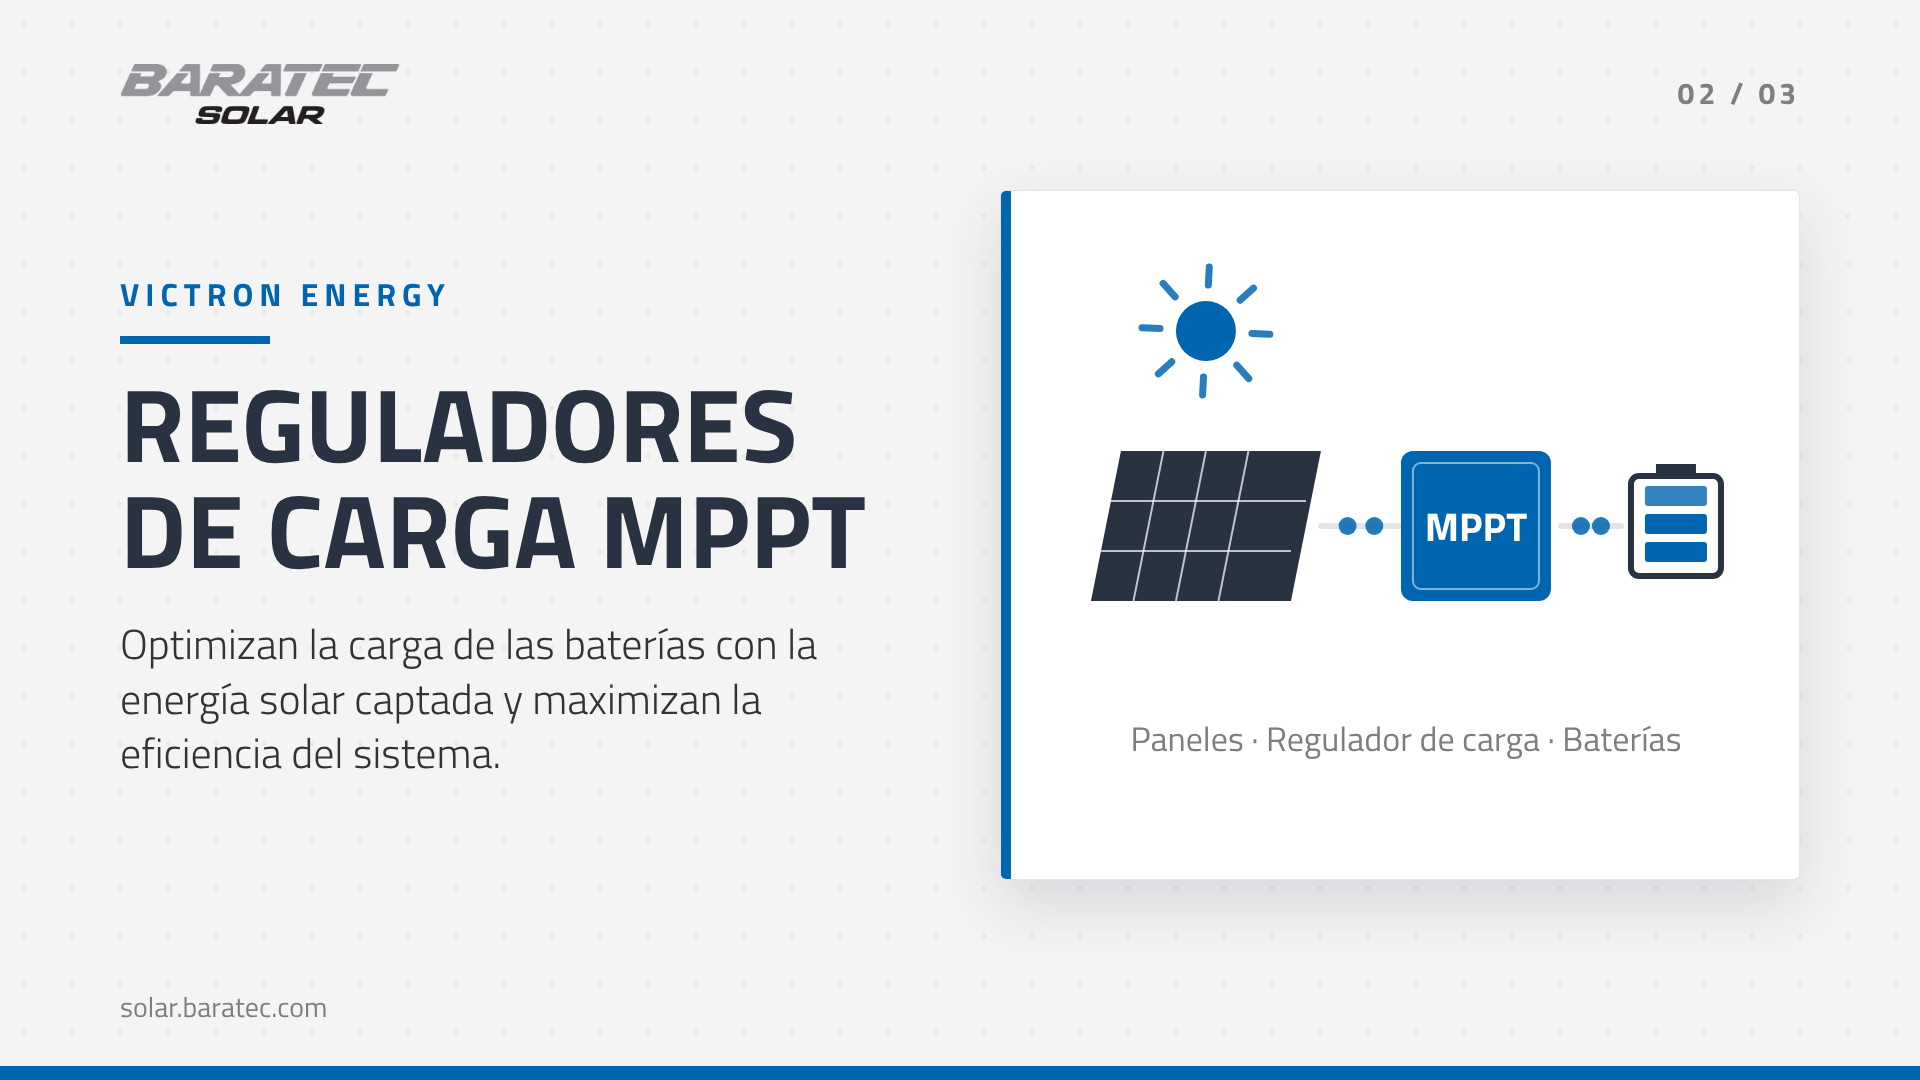 BARATEC
SOLAR
02 / 03
VICTRON ENERGY
REGULADORES
DE CARGA MPPT
Optimizan la carga de las baterías con la
energía solar captada y maximizan la
eficiencia del sistema.
MPPT
Paneles · Regulador de carga · Baterías
solar.baratec.com